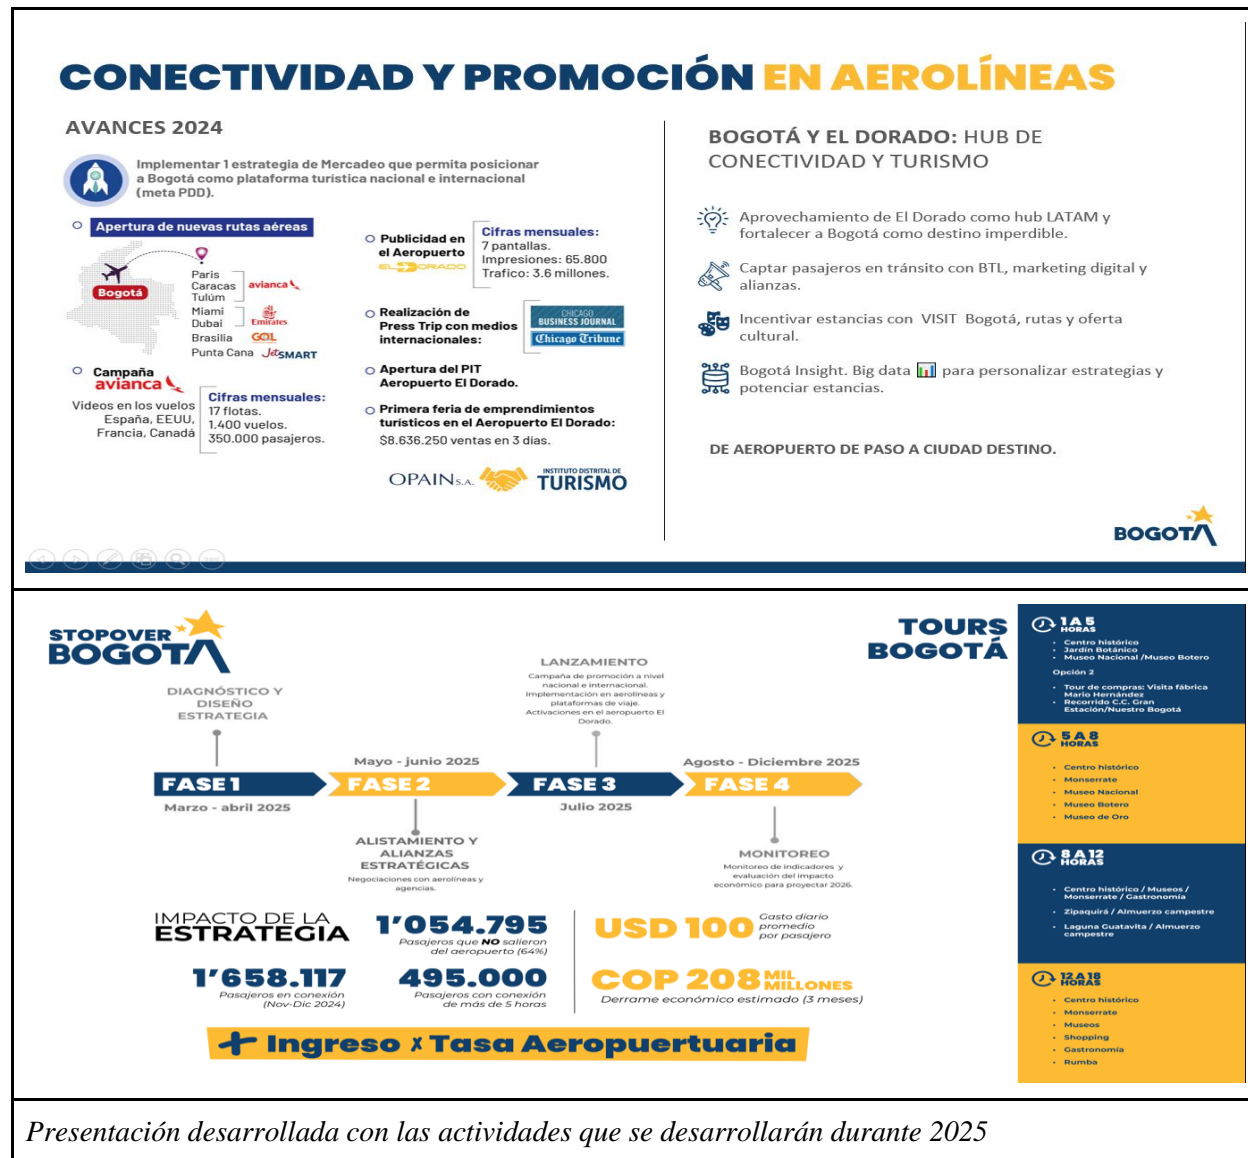 CONECTIVIDAD Y PROMOCIÓN EN AEROLÍNEAS
AVANCES 2024
Implementar 1 estrategia de Mercadeo que permita posicionar
a Bogotá como plataforma turística nacional e internacional
(meta PDD).
Apertura de nuevas rutas aéreas
Bogotá
Paris
Caracas
Tulúm
avianca
Miami
Dubai
Emirates
Brasilia
GOL
Punta Cana
JetSMART
Campaña
avianca
Videos en los vuelos
España, EEUU,
Francia, Canadá
Cifras mensuales:
17 flotas.
1.400 vuelos.
350.000 pasajeros.
Publicidad en
el Aeropuerto
EL DORADO
Cifras mensuales:
7 pantallas.
Impresiones: 65.800
Trafico: 3.6 millones.
Realización de
Press Trip con medios
internacionales:
CHICAGO
BUSINESS JOURNAL
Chicago Tribune
Apertura del PIT
Aeropuerto El Dorado.
Primera feria de emprendimientos
turísticos en el Aeropuerto El Dorado:
$8.636.250 ventas en 3 días.
OPAIN S.A.
INSTITUTO DISTRITAL DE
TURISMO
BOGOTÁ Y EL DORADO: HUB DE
CONECTIVIDAD Y TURISMO
Aprovechamiento de El Dorado como hub LATAM y
fortalecer a Bogotá como destino imperdible.
Captar pasajeros en tránsito con BTL, marketing digital y
alianzas.
Incentivar estancias con VISIT Bogotá, rutas y oferta
cultural.
Bogotá Insight. Big data 📊 para personalizar estrategias y
potenciar estancias.
DE AEROPUERTO DE PASO A CIUDAD DESTINO.
BOGOTÁ
STOPOVER
BOGOTÁ
DIAGNÓSTICO Y
DISEÑO
ESTRATEGIA
FASE 1
Marzo - abril 2025
Mayo - junio 2025
FASE 2
ALISTAMIENTO Y
ALIANZAS
ESTRATÉGICAS
Negociaciones con aerolíneas y
agencias.
LANZAMIENTO
Campaña de promoción a nivel
nacional e internacional.
Implementación en aerolíneas y
plataformas de viaje.
Activaciones en el aeropuerto El
Dorado.
FASE 3
Julio 2025
Agosto - Diciembre 2025
FASE 4
MONITOREO
Monitoreo de indicadores y
evaluación del impacto
económico para proyectar 2026.
IMPACTO DE LA
ESTRATEGIA
1'054.795
Pasajeros que NO salieron
del aeropuerto (64%)
1'658.117
Pasajeros en conexión
(Nov-Dic 2024)
495.000
Pasajeros con conexión
de más de 5 horas
USD 100
Gasto diario
promedio
por pasajero
COP 208 MIL
MILLONES
Derrame económico estimado (3 meses)
+ Ingreso x Tasa Aeropuertuaria
TOURS
BOGOTÁ
1 A 5
HORAS
Centro histórico
Jardín Botánico
Museo Nacional /Museo Botero
Opción 2
Tour de compras: Visita fábrica
Mario Hernández
Recorrido C.C. Gran
Estación/Nuestro Bogotá
5 A 8
HORAS
Centro histórico
Monserrate
Museo Nacional
Museo Botero
Museo de Oro
8 A 12
HORAS
Centro histórico / Museos /
Monserrate / Gastronomía
Zipaquirá / Almuerzo campestre
Laguna Guatavita / Almuerzo
campestre
12 A 18
HORAS
Centro histórico
Monserrate
Museos
Shopping
Gastronomía
Rumba
Presentación desarrollada con las actividades que se desarrollarán durante 2025